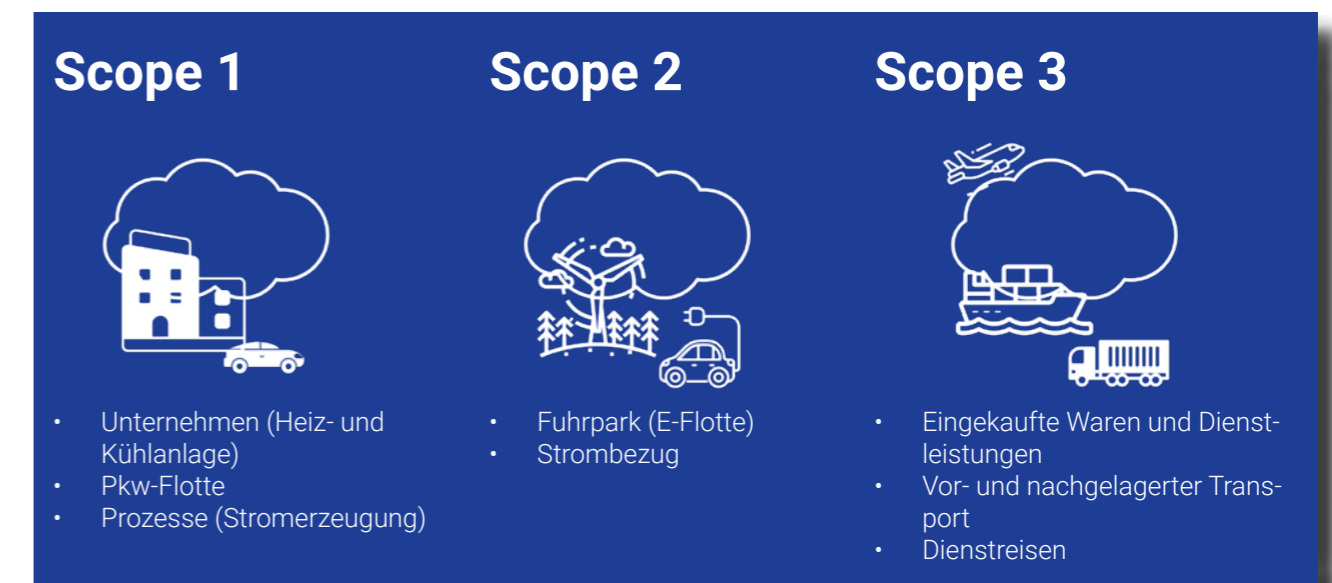 Scope 1
• Unternehmen (Heiz- und
Kühlanlage)
• Pkw-Flotte
• Prozesse (Stromerzeugung)
Scope 2
• Fuhrpark (E-Flotte)
• Strombezug
Scope 3
• Eingekaufte Waren und Dienst-
leistungen
• Vor- und nachgelagerter Trans-
port
• Dienstreisen